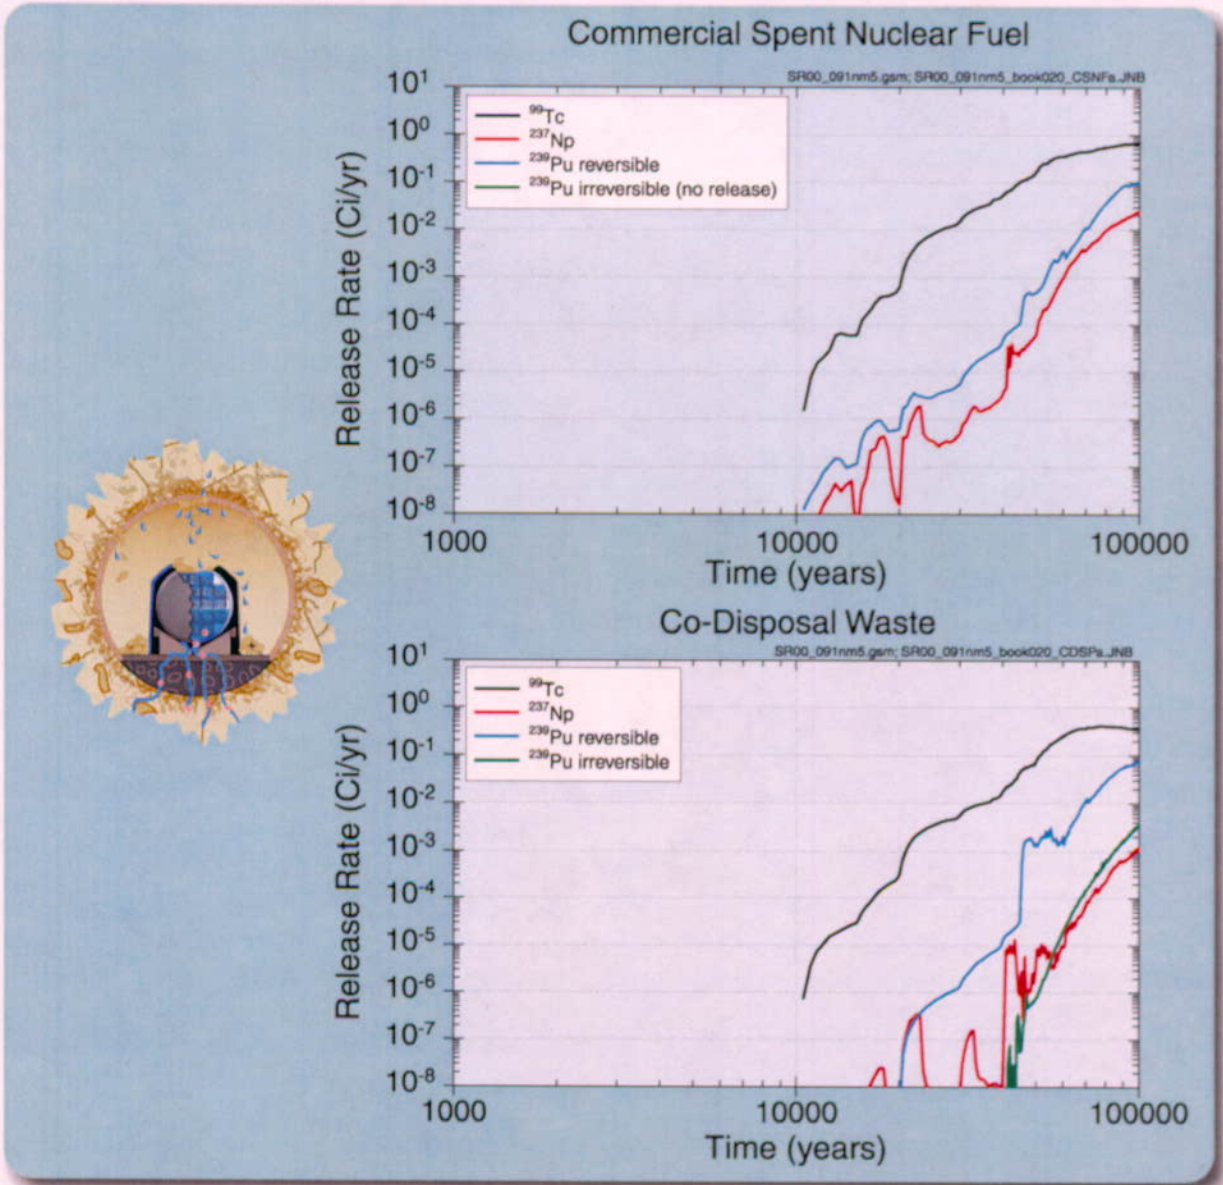 Commercial Spent Nuclear Fuel
SR00_091nm5.gsm; SR00_091nm5_book020_CSNFs.JNB
10¹
10⁰
10⁻¹
10⁻²
10⁻³
10⁻⁴
10⁻⁵
10⁻⁶
10⁻⁷
10⁻⁸
Release Rate (Ci/yr)
⁹⁹Tc
²³⁷Np
²³⁹Pu reversible
²³⁹Pu irreversible (no release)
1000 10000 100000
Time (years)
Co-Disposal Waste
SR00_091nm5.gsm; SR00_091nm5_book020_CDSPs.JNB
10¹
10⁰
10⁻¹
10⁻²
10⁻³
10⁻⁴
10⁻⁵
10⁻⁶
10⁻⁷
10⁻⁸
Release Rate (Ci/yr)
⁹⁹Tc
²³⁷Np
²³⁹Pu reversible
²³⁹Pu irreversible
1000 10000 100000
Time (years)